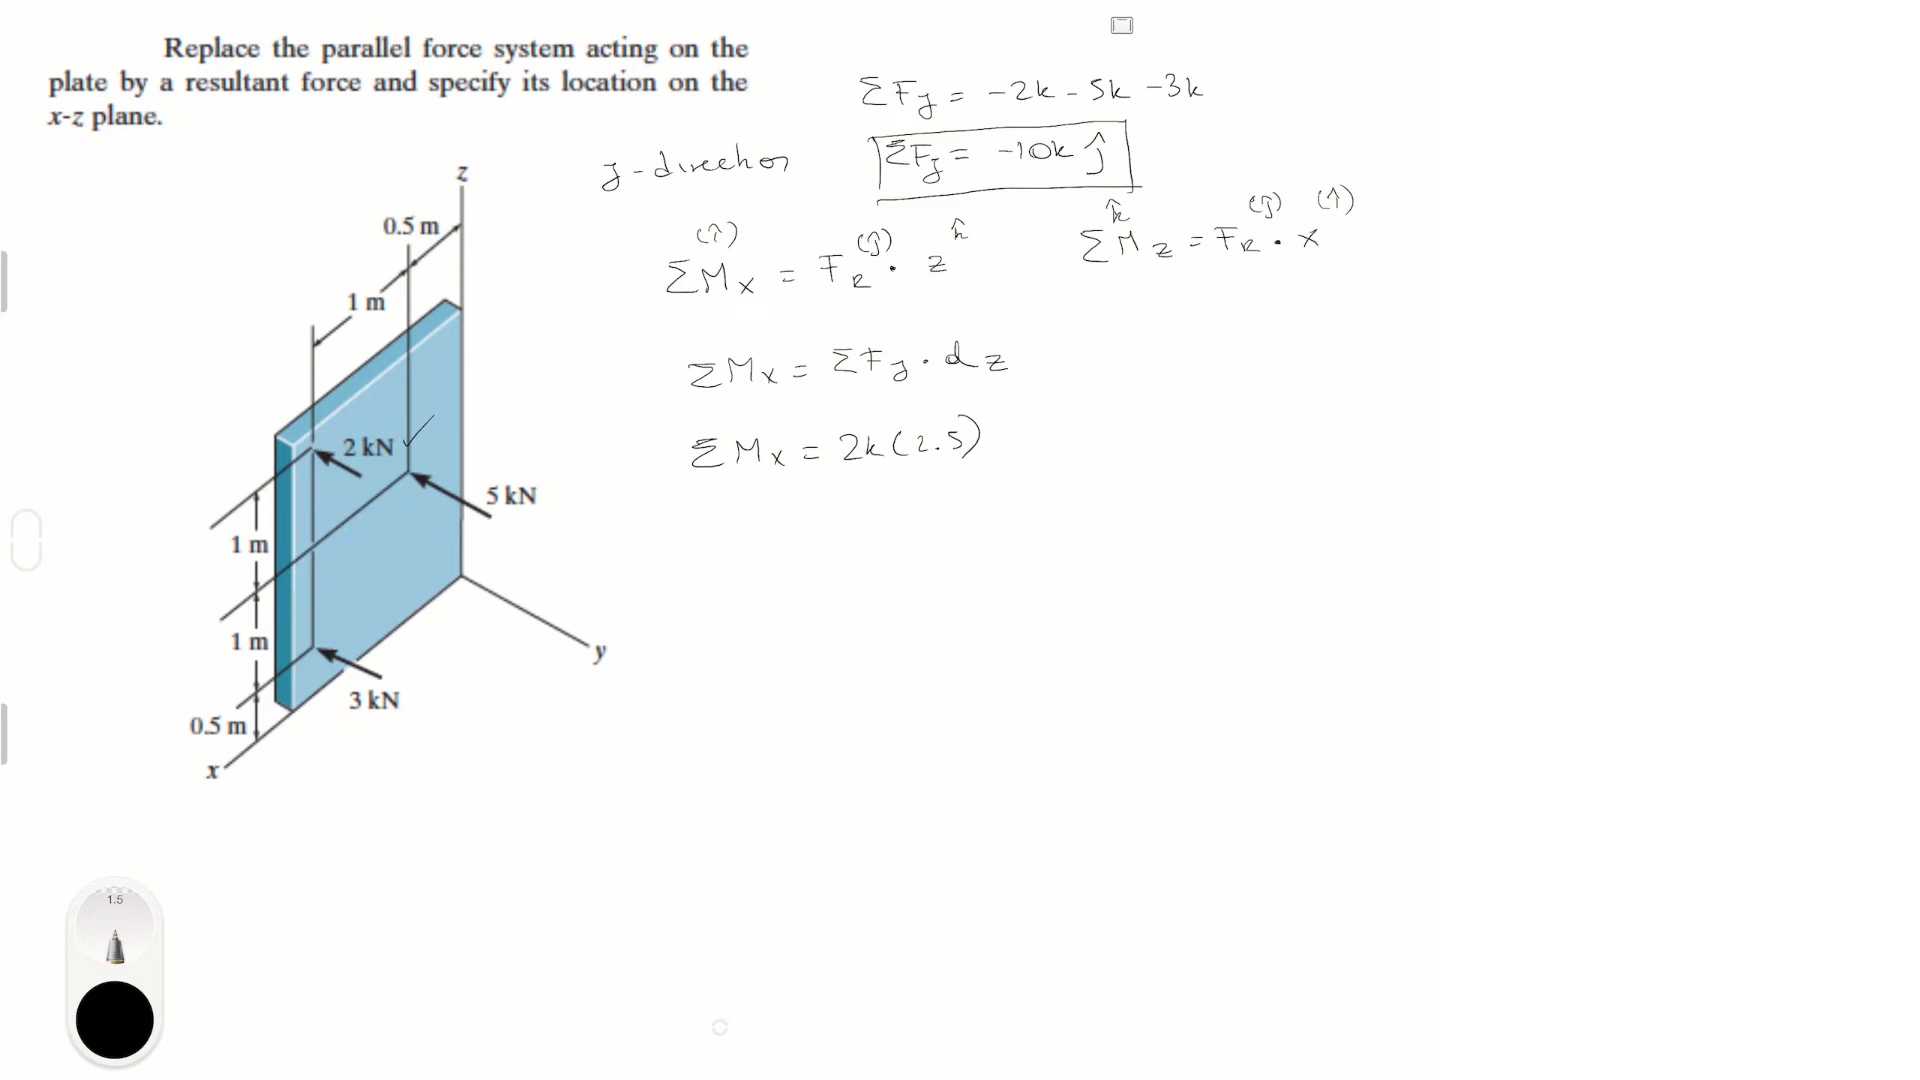 Replace the parallel force system acting on the
plate by a resultant force and specify its location on the
x-z plane.
ΣFy = -2k - 5k - 3k
y-direction
ΣFy = -10k ĵ
(î) (ĵ) k̂
ΣMx = FR · z
k̂ (ĵ) (î)
ΣMz = FR · x
ΣMx = ΣFy · dz
ΣMx = 2k(2.5)
z
0.5 m
1 m
2 kN
5 kN
1 m
1 m
y
3 kN
0.5 m
x
1.5